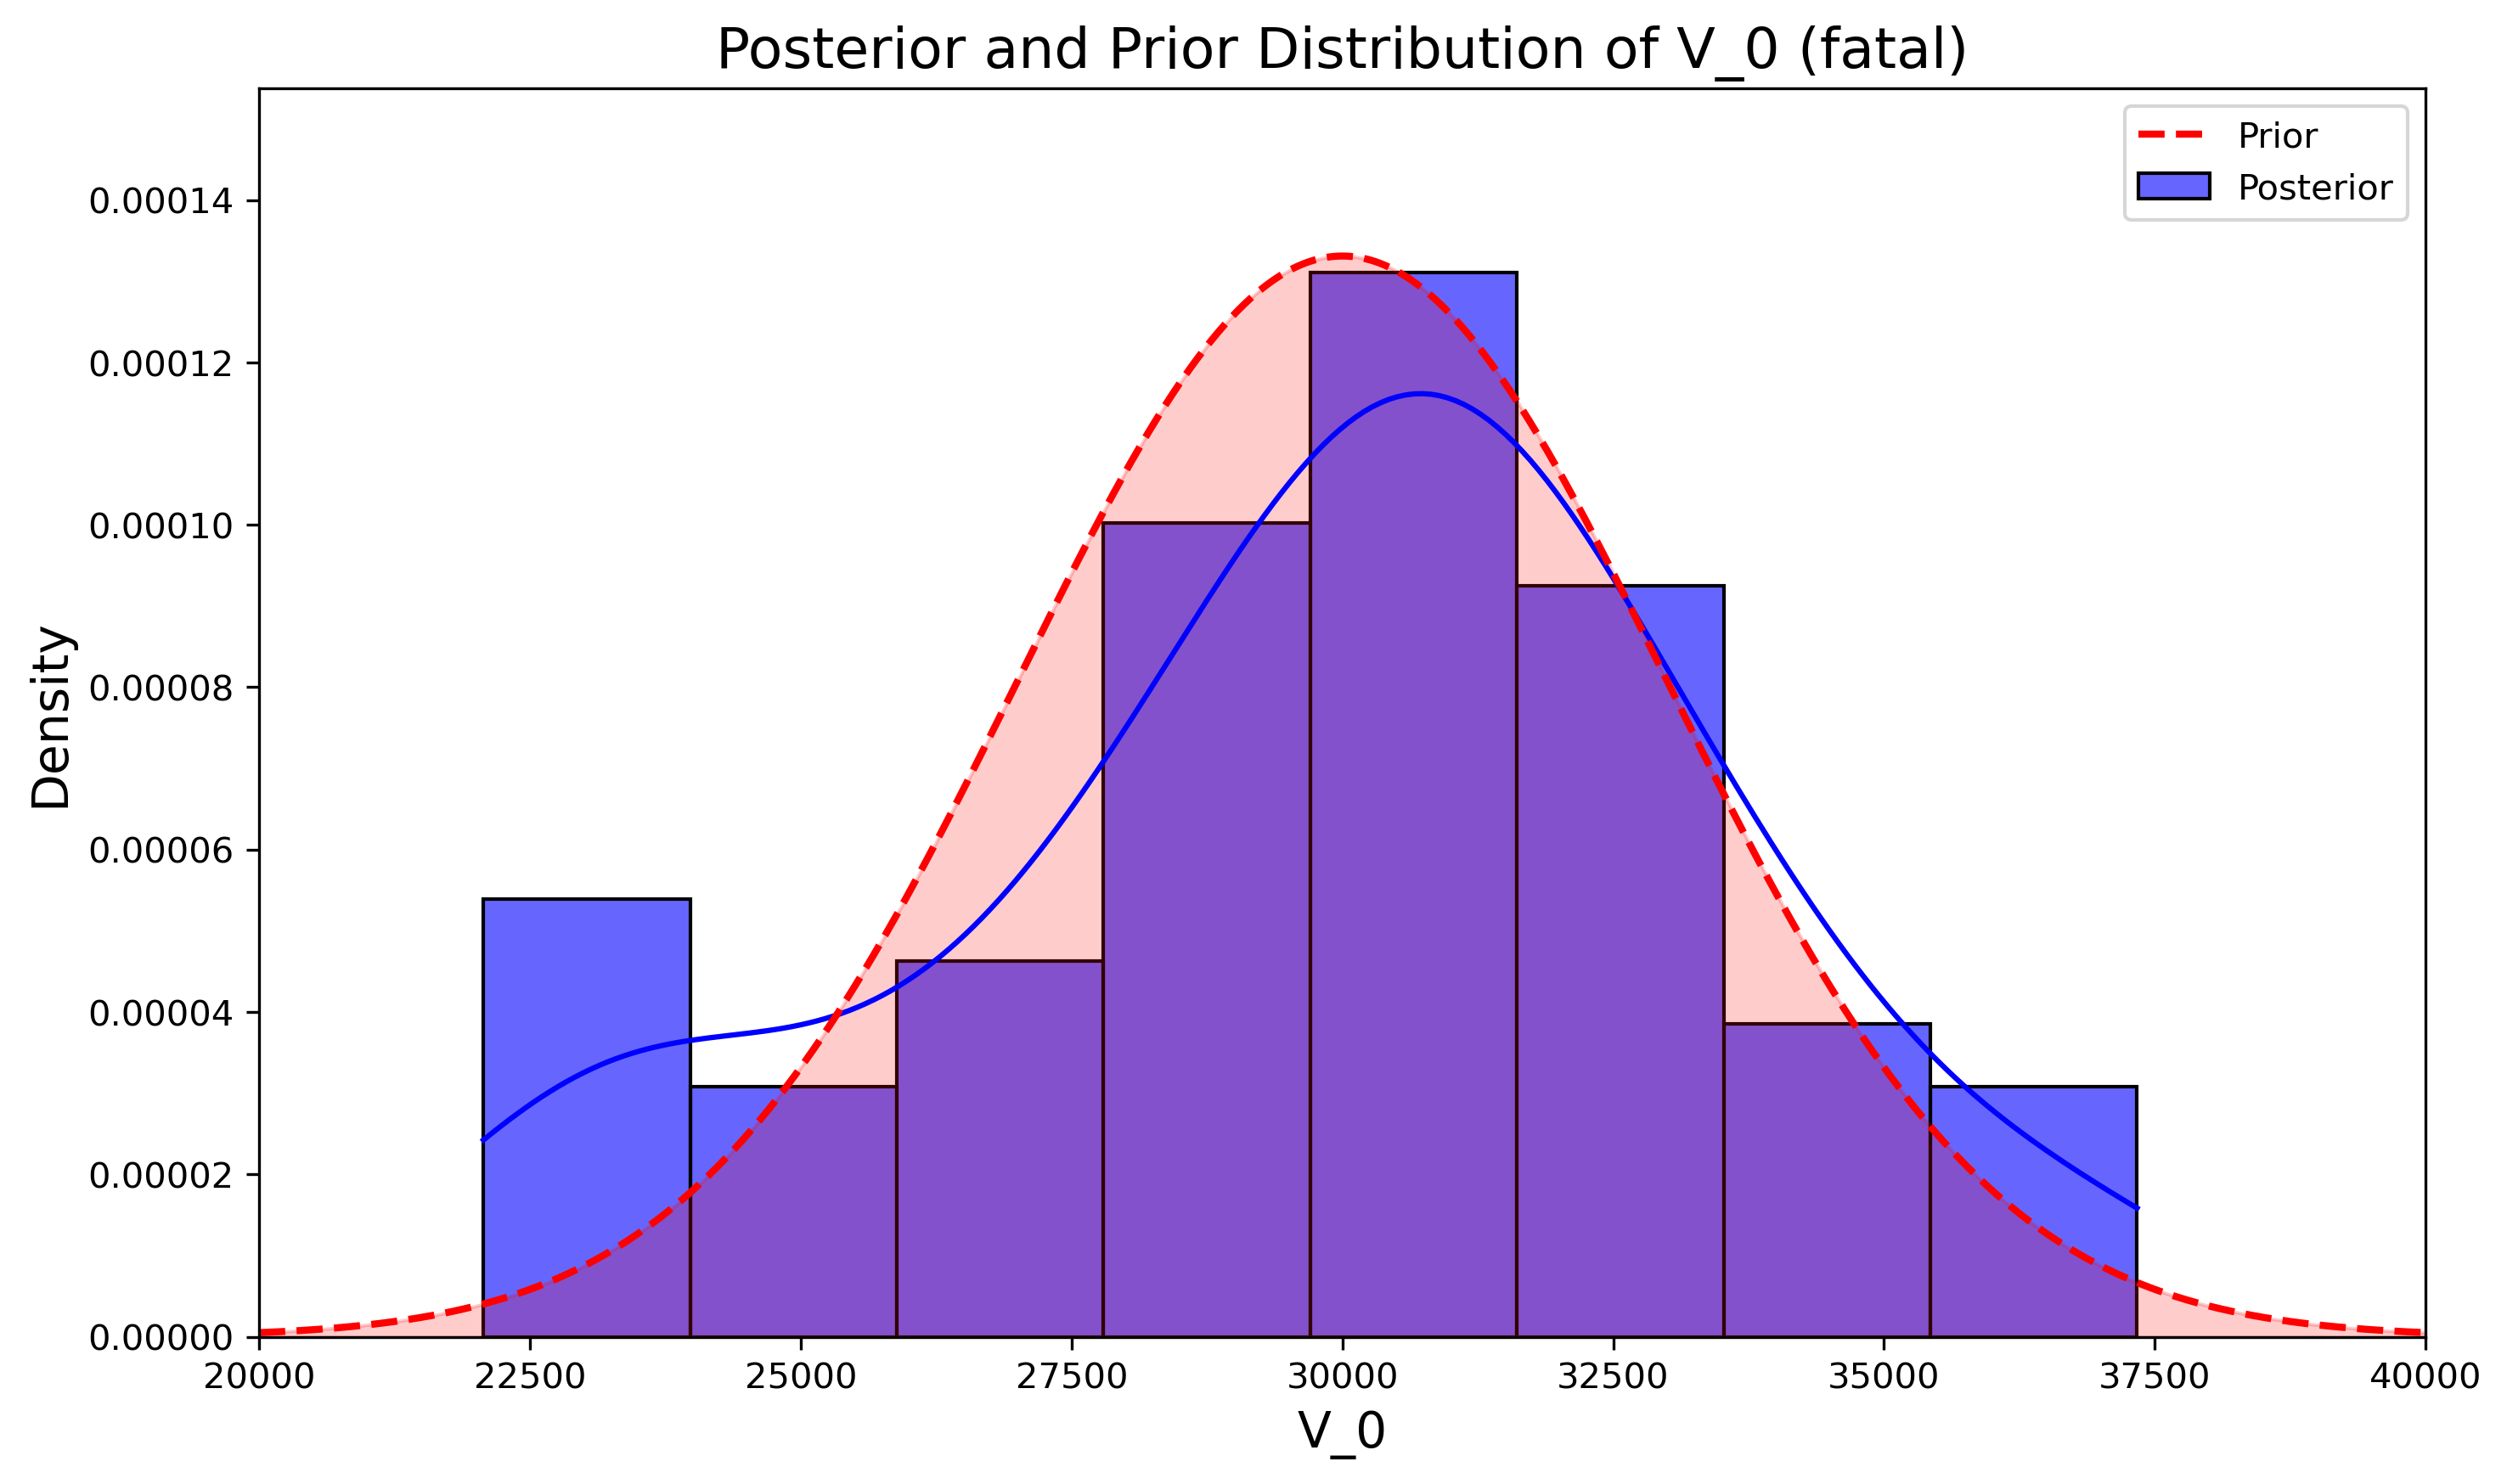 Posterior and Prior Distribution of V_0 (fatal)
Prior
Posterior
Density
0.00014
0.00012
0.00010
0.00008
0.00006
0.00004
0.00002
0.00000
20000 22500 25000 27500 30000 32500 35000 37500 40000
V_0